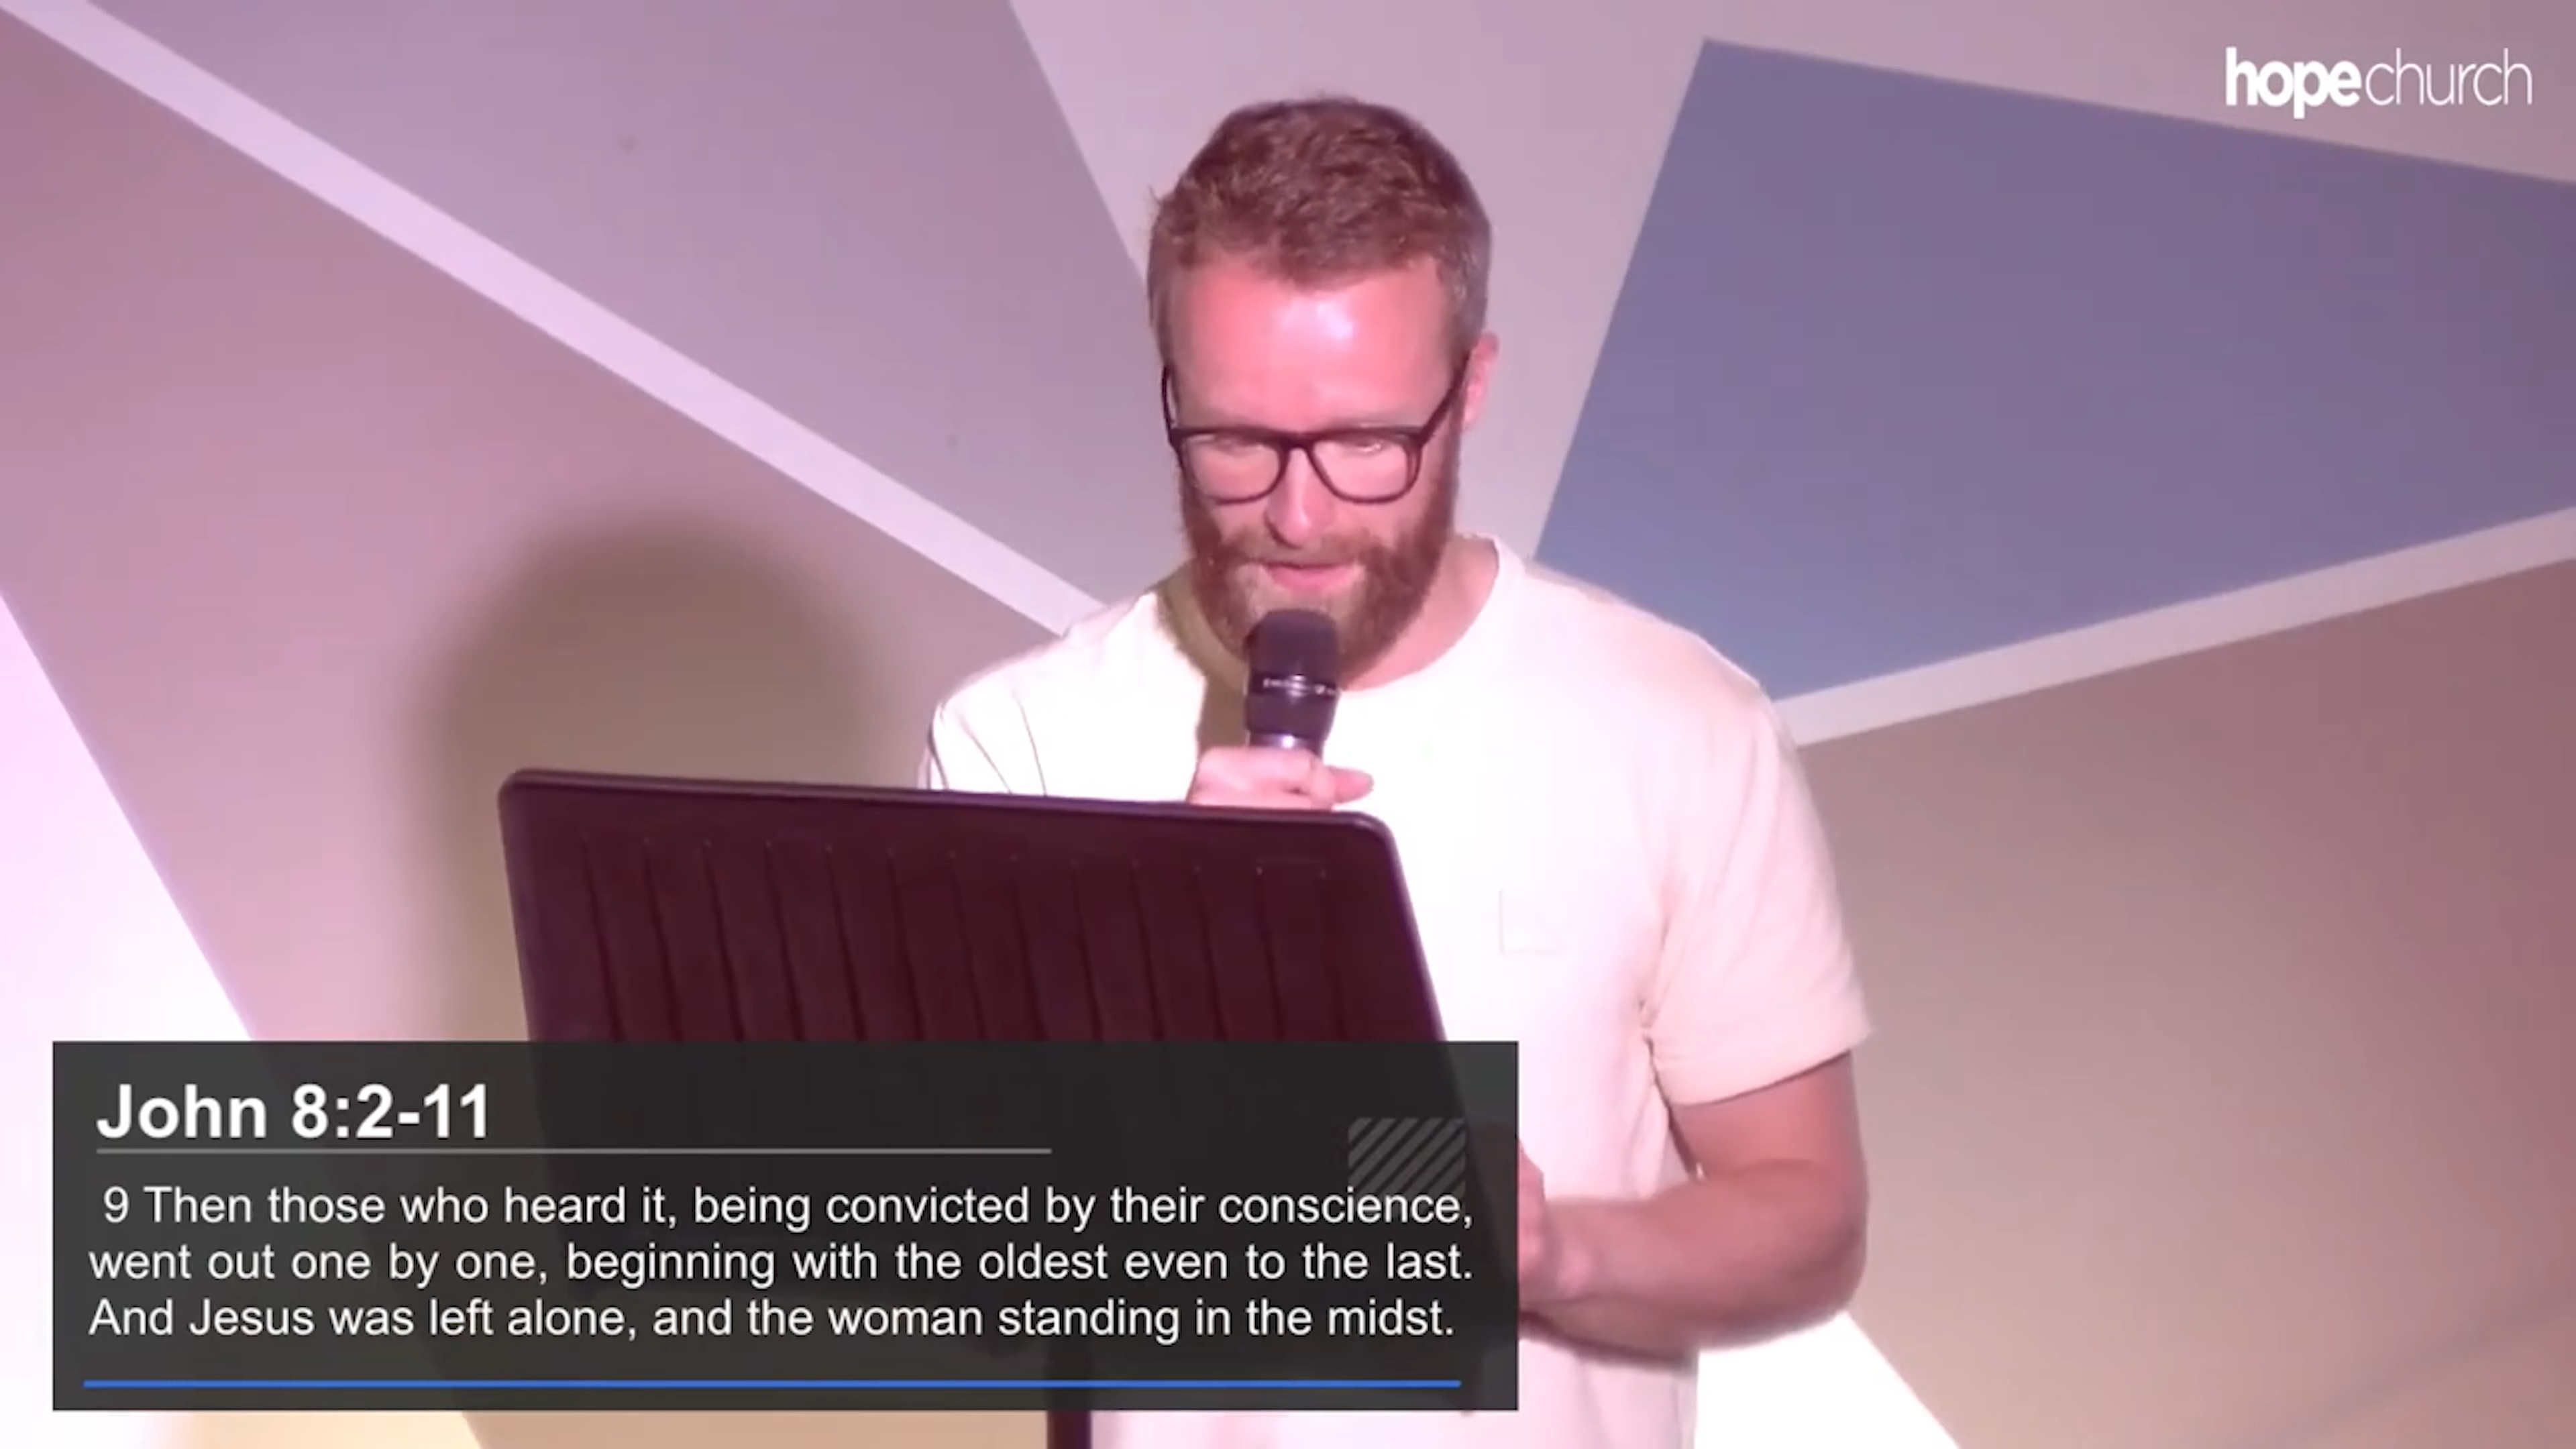 hopechurch
John 8:2-11
9 Then those who heard it, being convicted by their conscience,
went out one by one, beginning with the oldest even to the last.
And Jesus was left alone, and the woman standing in the midst.